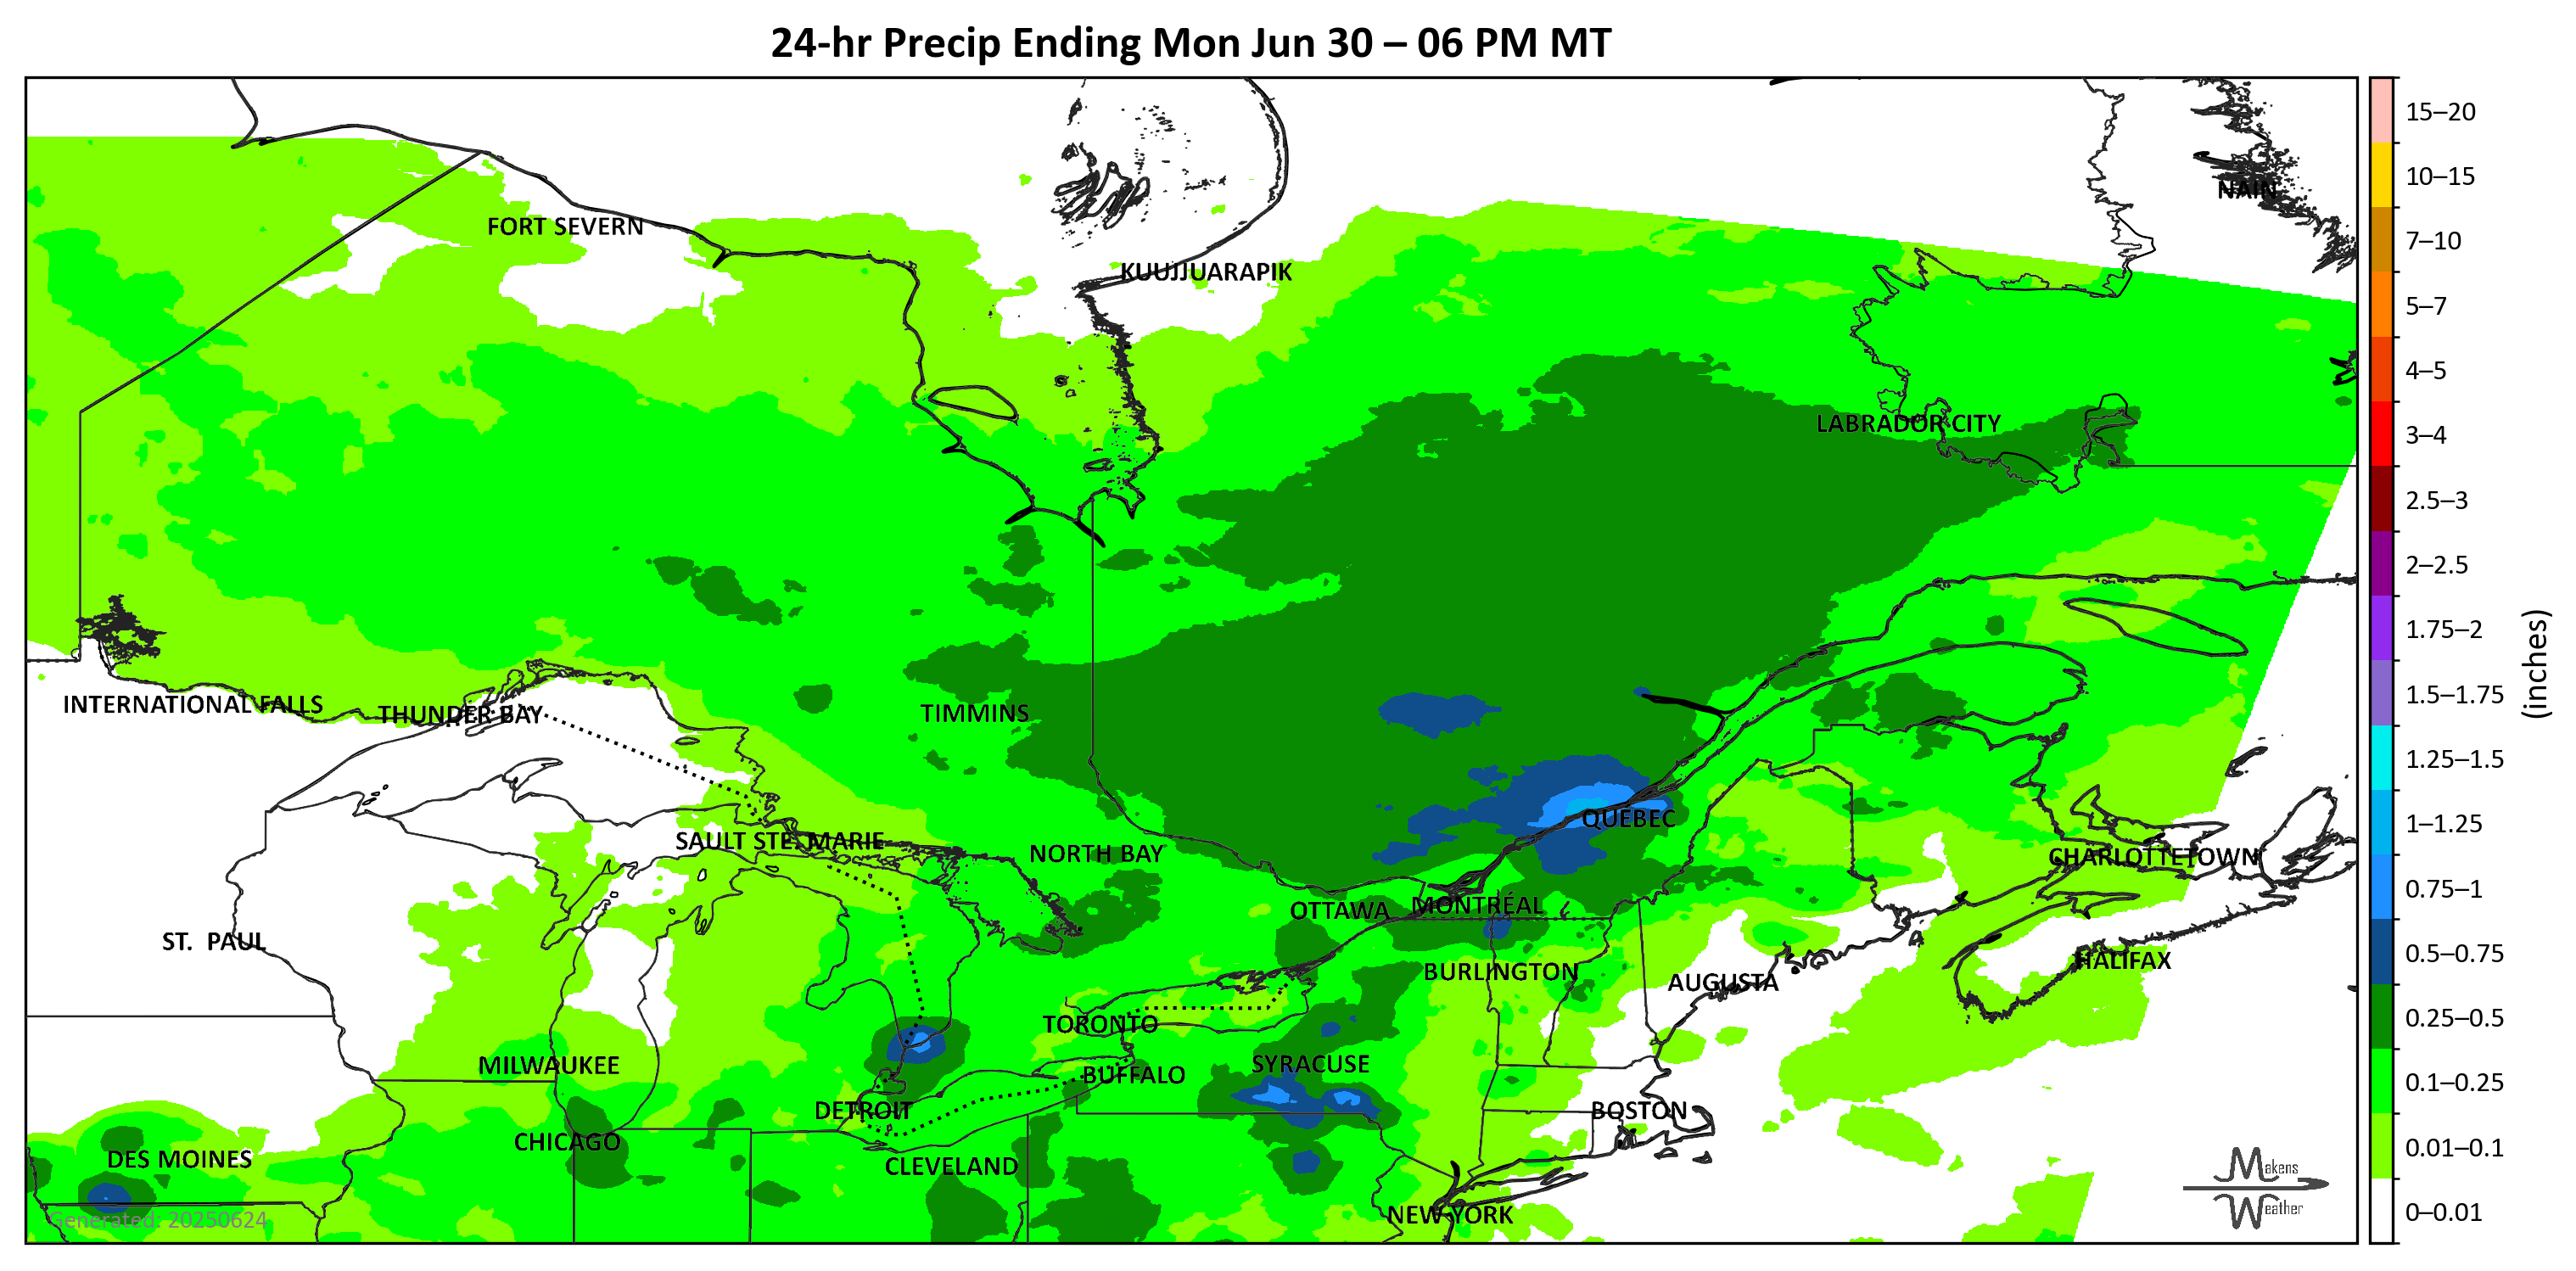 24-hr Precip Ending Mon Jun 30 – 06 PM MT
15–20
10–15
7–10
5–7
4–5
3–4
2.5–3
2–2.5
1.75–2
1.5–1.75
1.25–1.5
1–1.25
0.75–1
0.5–0.75
0.25–0.5
0.1–0.25
0.01–0.1
0–0.01
(inches)
NAIN
FORT SEVERN
KUUJJUARAPIK
LABRADOR CITY
INTERNATIONAL FALLS
THUNDER BAY
TIMMINS
QUEBEC
SAULT STE. MARIE
NORTH BAY
CHARLOTTETOWN
OTTAWA
MONTRÉAL
ST. PAUL
HALIFAX
BURLINGTON
AUGUSTA
TORONTO
MILWAUKEE
BUFFALO
SYRACUSE
DETROIT
BOSTON
CHICAGO
DES MOINES
CLEVELAND
NEW YORK
Generated: 20250624
Makens
Weather